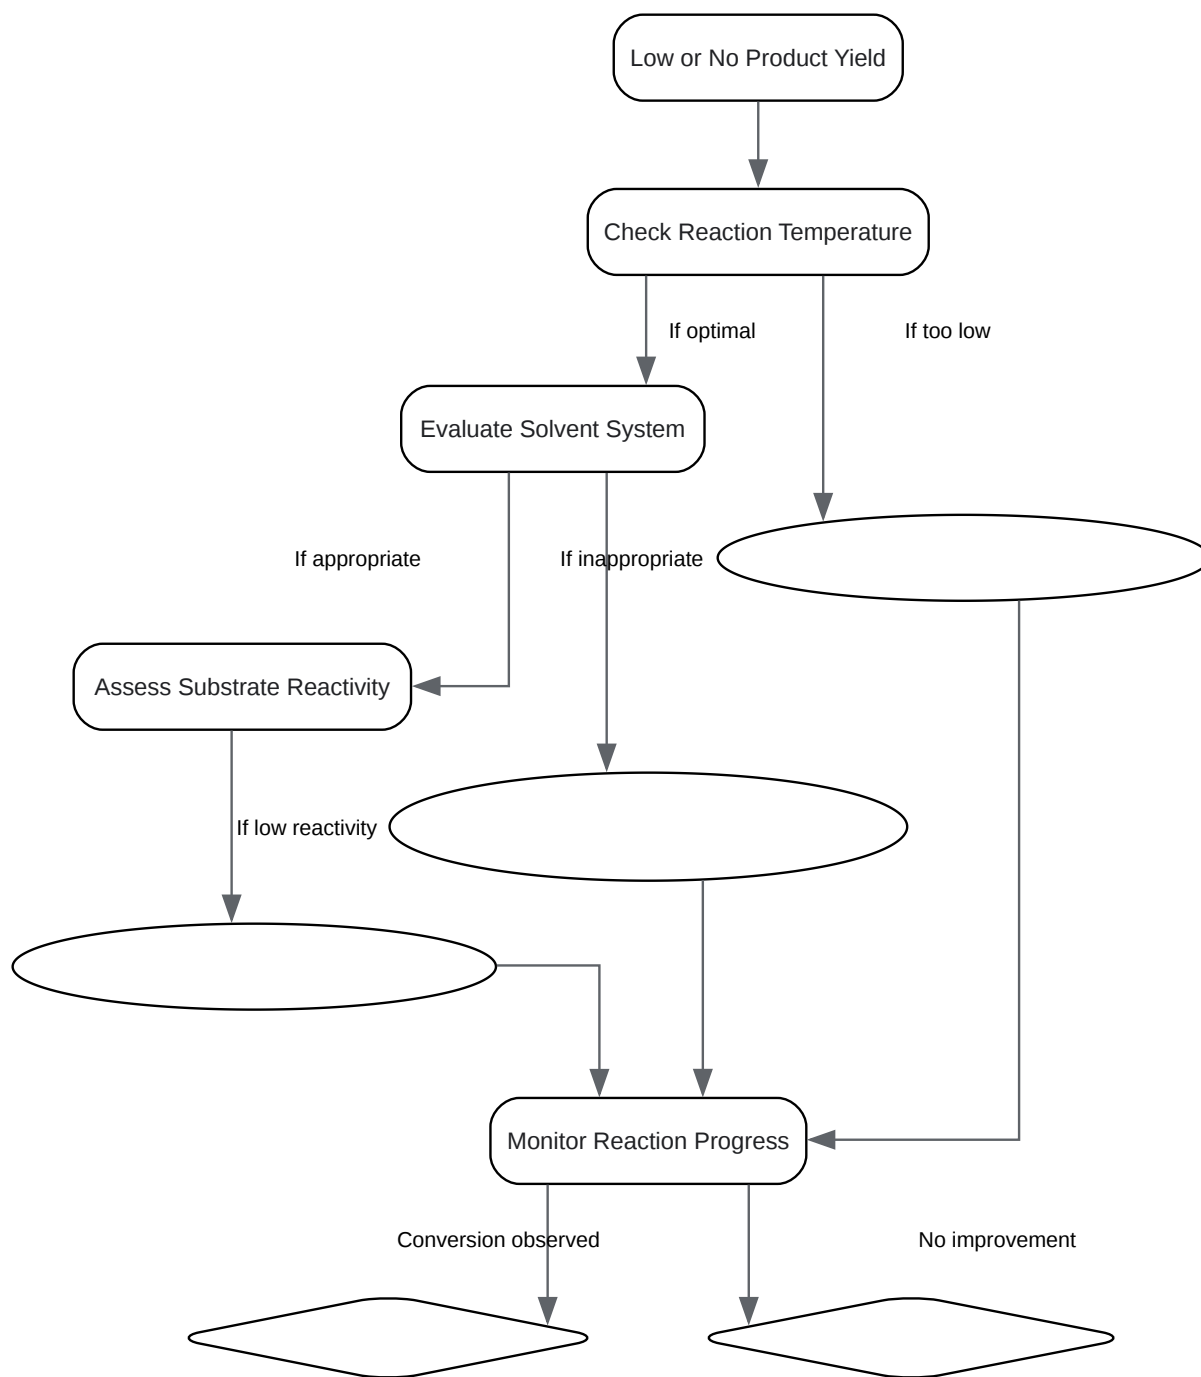 Low or No Product Yield
Check Reaction Temperature
If optimal
If too low
Evaluate Solvent System
If appropriate
If inappropriate
Assess Substrate Reactivity
If low reactivity
Monitor Reaction Progress
Conversion observed
No improvement